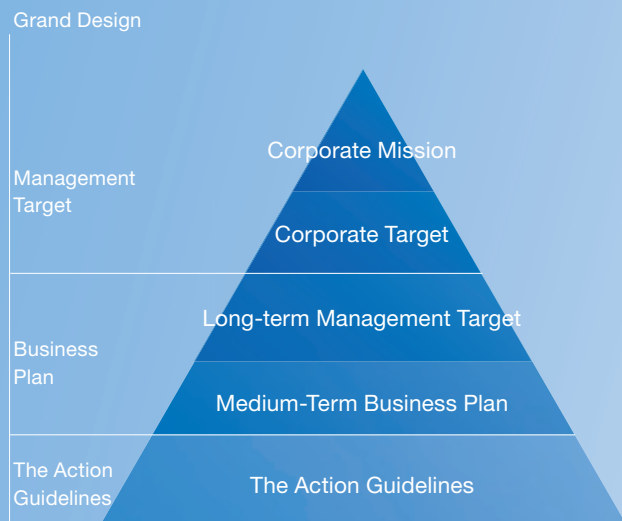 Grand Design
Corporate Mission
Management
Target
Corporate Target
Long-term Management Target
Business
Plan
Medium-Term Business Plan
The Action
Guidelines
The Action Guidelines